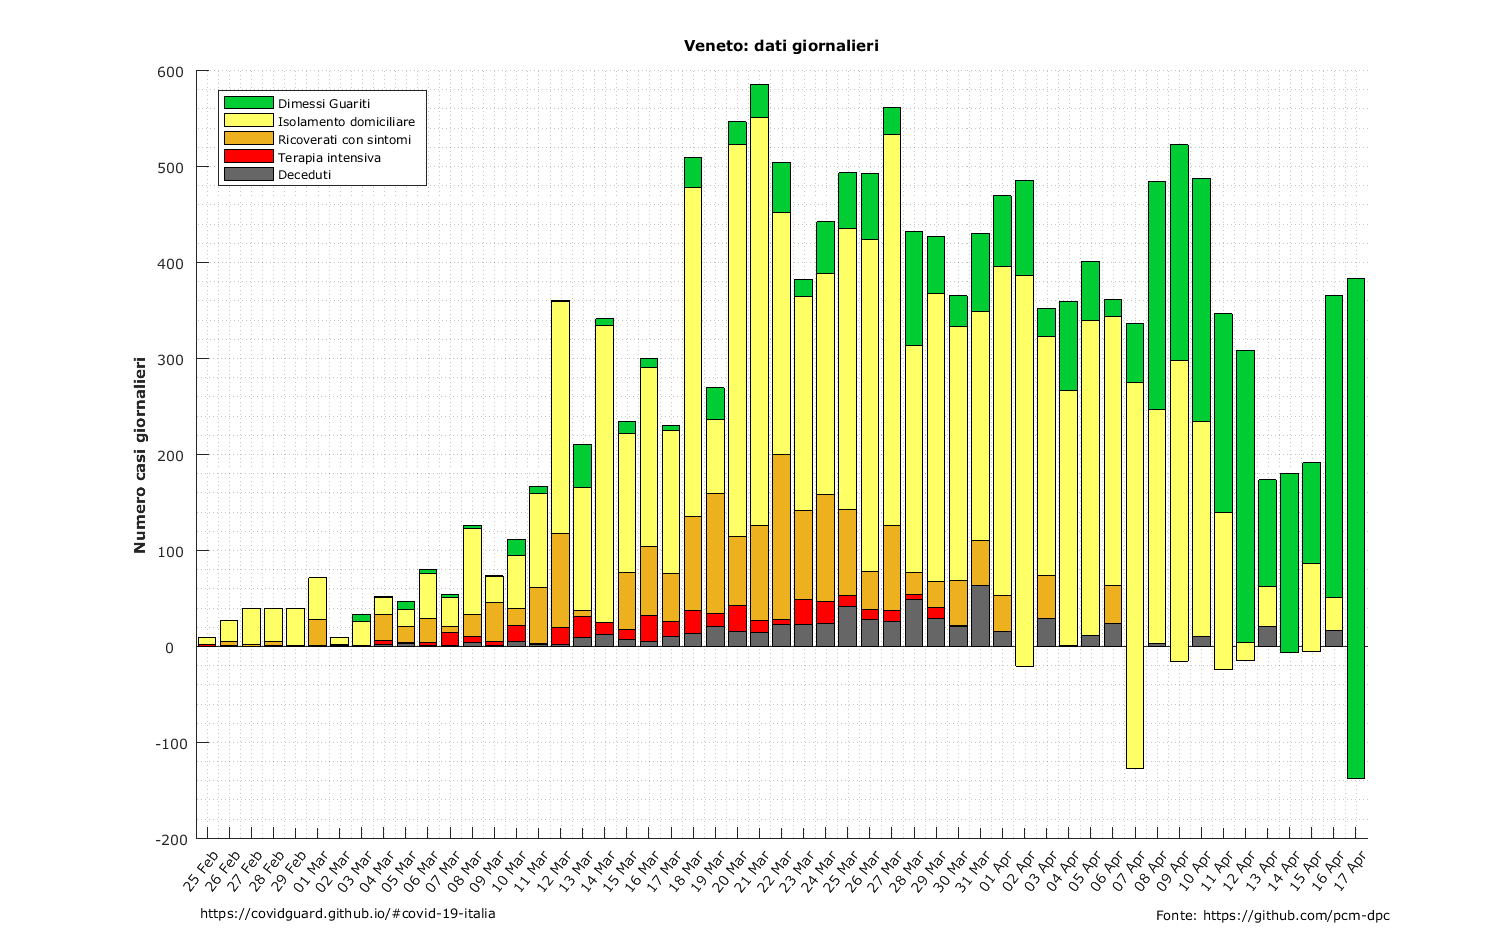 Veneto: dati giornalieri
600
500
400
300
200
100
0
-100
-200
Numero casi giornalieri
Dimessi Guariti
Isolamento domiciliare
Ricoverati con sintomi
Terapia intensiva
Deceduti
25 Feb
26 Feb
27 Feb
28 Feb
29 Feb
01 Mar
02 Mar
03 Mar
04 Mar
05 Mar
06 Mar
07 Mar
08 Mar
09 Mar
10 Mar
11 Mar
12 Mar
13 Mar
14 Mar
15 Mar
16 Mar
17 Mar
18 Mar
19 Mar
20 Mar
21 Mar
22 Mar
23 Mar
24 Mar
25 Mar
26 Mar
27 Mar
28 Mar
29 Mar
30 Mar
31 Mar
01 Apr
02 Apr
03 Apr
04 Apr
05 Apr
06 Apr
07 Apr
08 Apr
09 Apr
10 Apr
11 Apr
12 Apr
13 Apr
14 Apr
15 Apr
16 Apr
17 Apr
https://covidguard.github.io/#covid-19-italia
Fonte: https://github.com/pcm-dpc